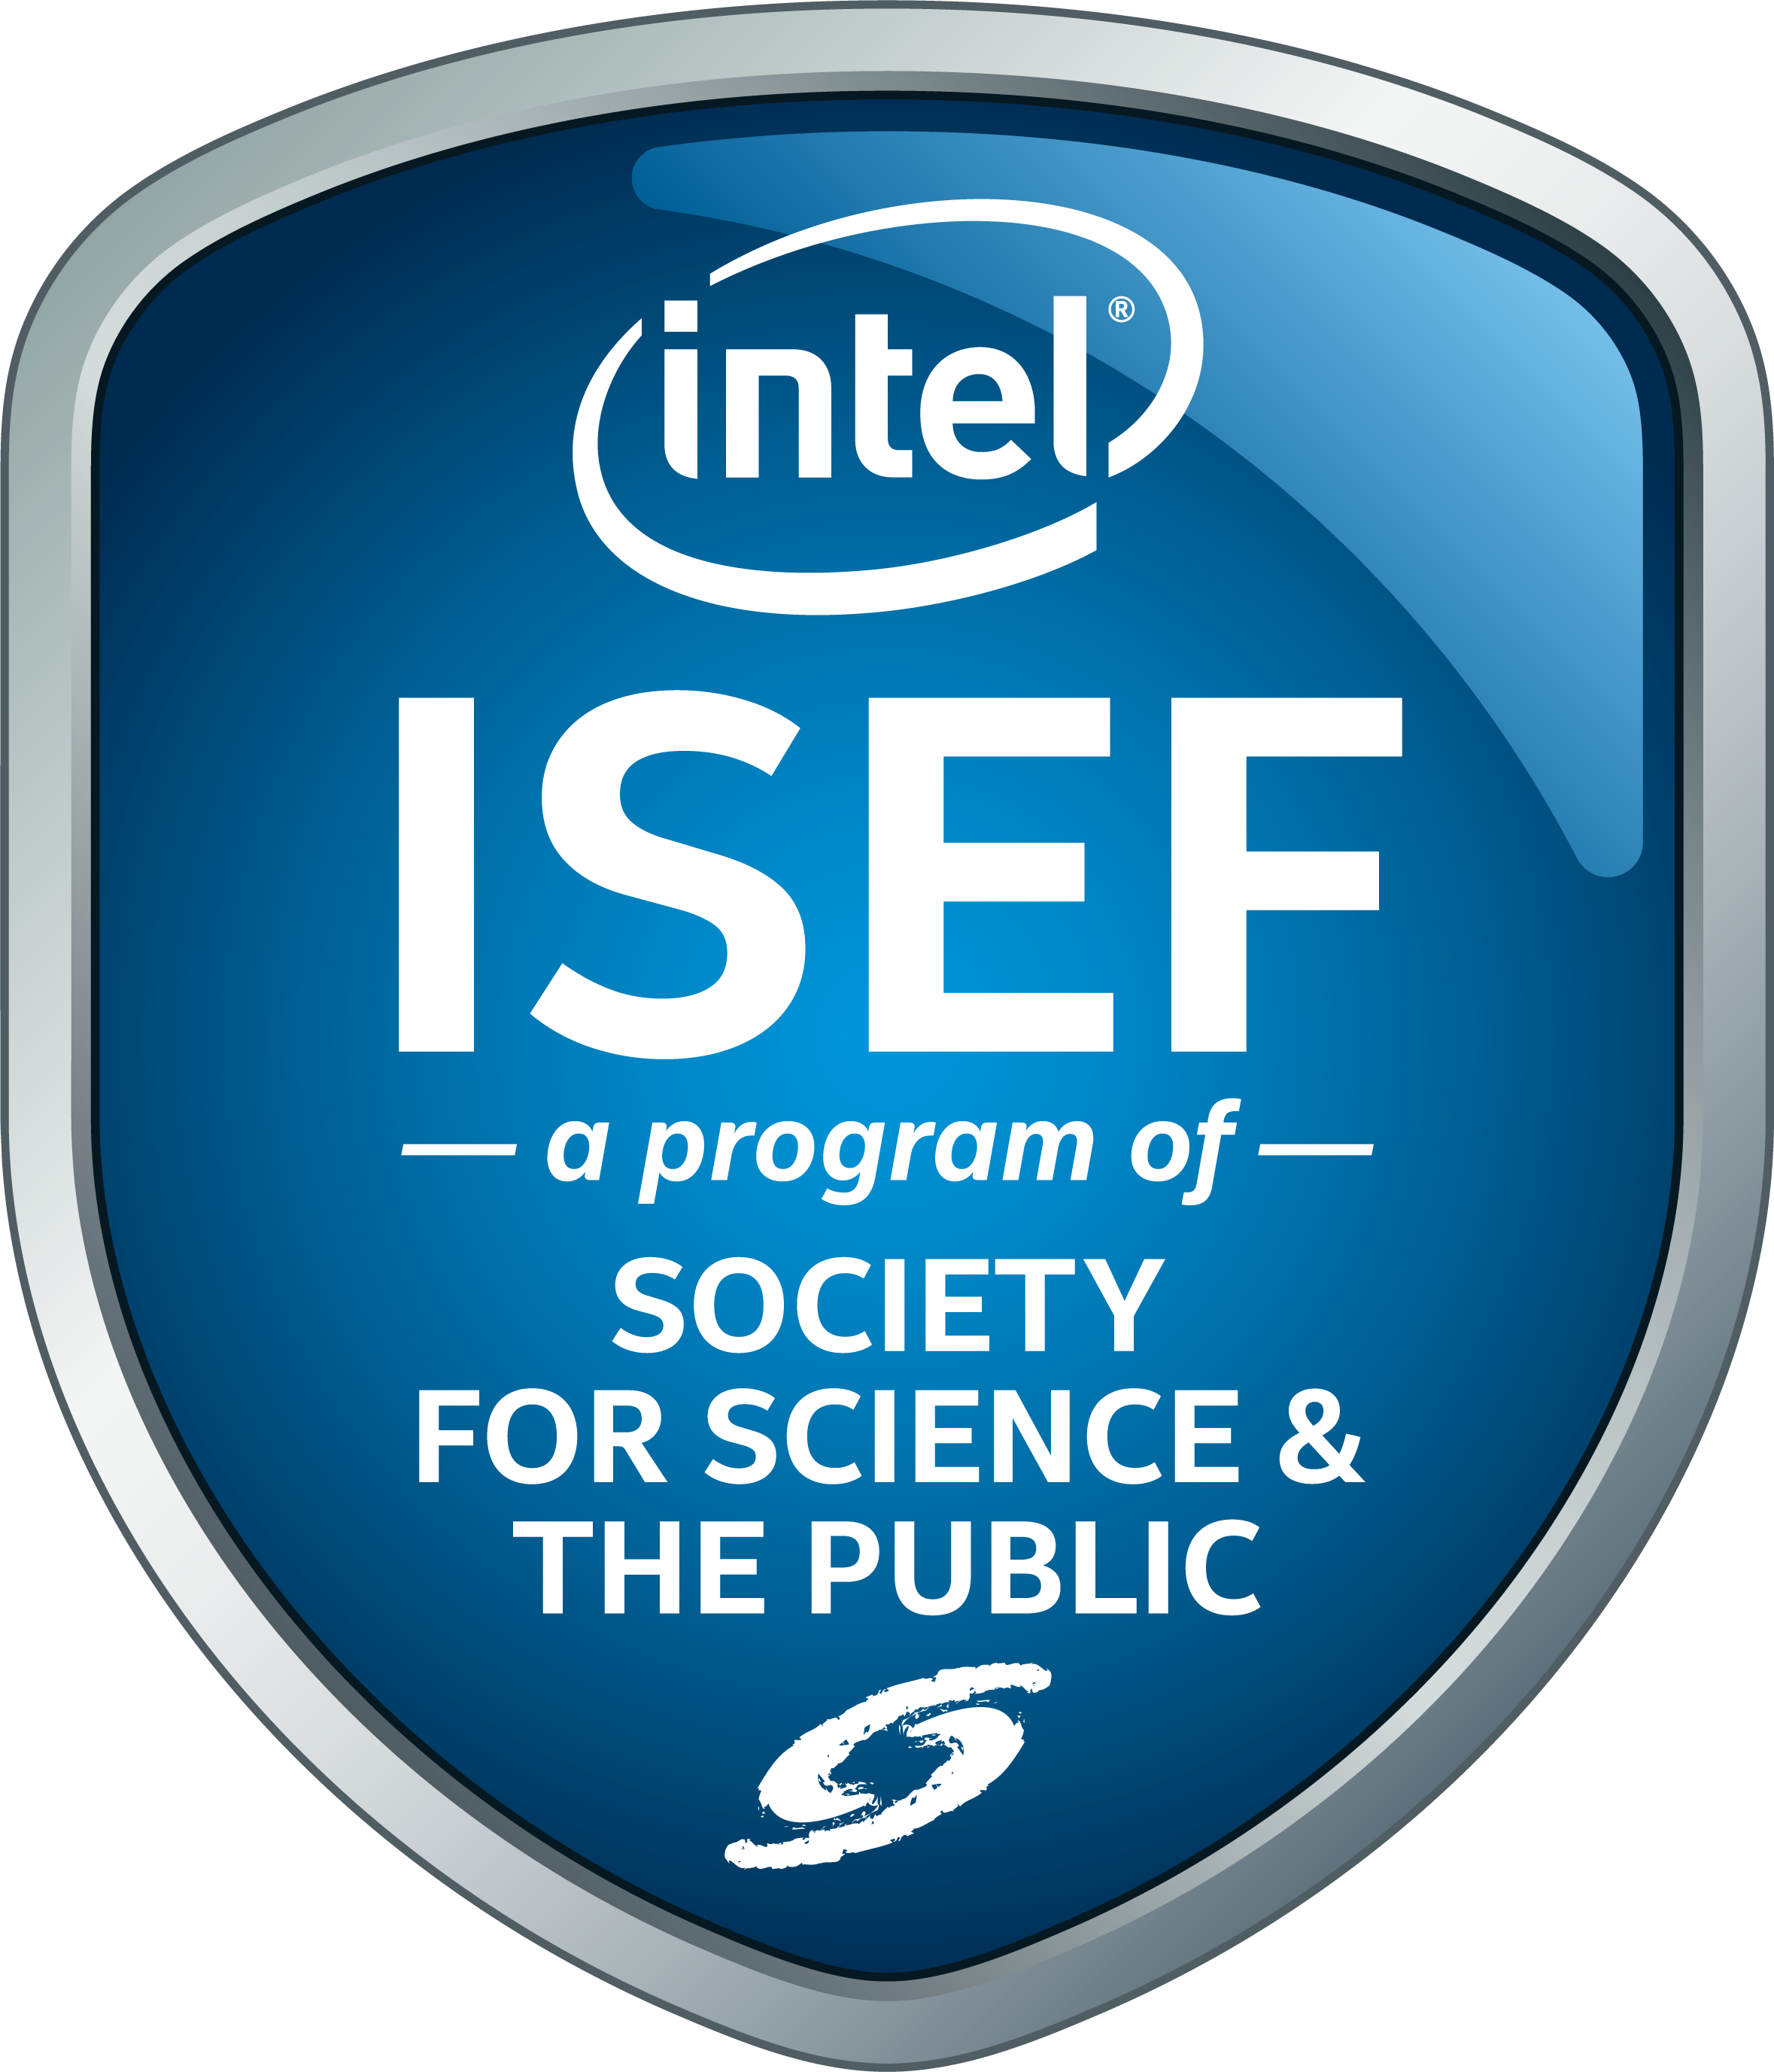 intel®
ISEF
a program of
SOCIETY
FOR SCIENCE &
THE PUBLIC